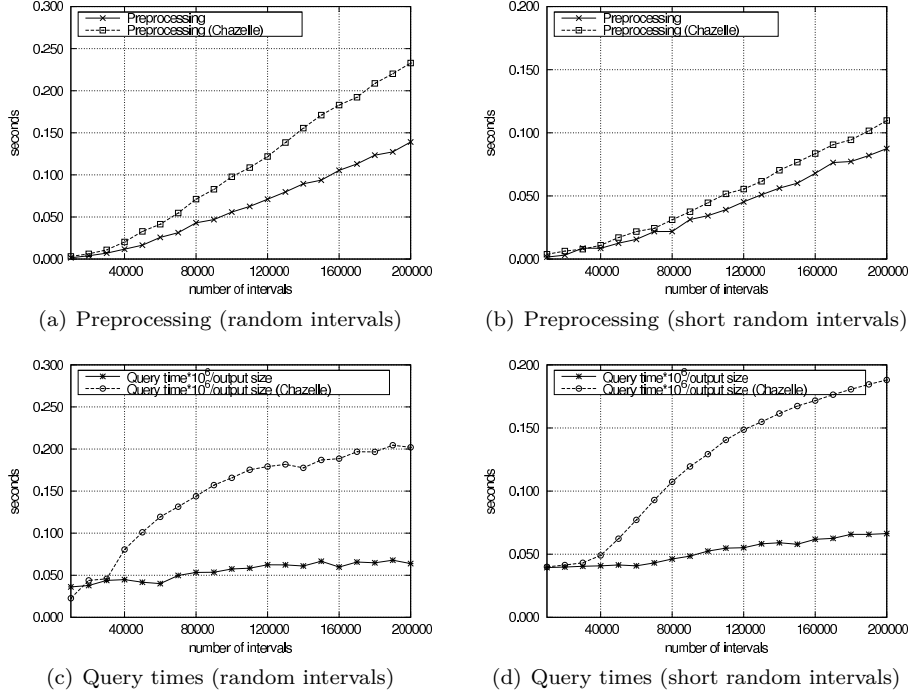 Preprocessing
Preprocessing (Chazelle)
0.300
0.250
0.200
0.150
0.100
0.050
0.000
seconds
40000 80000 120000 160000 200000
number of intervals
(a) Preprocessing (random intervals)
Preprocessing
Preprocessing (Chazelle)
0.200
0.150
0.100
0.050
0.000
seconds
40000 80000 120000 160000 200000
number of intervals
(b) Preprocessing (short random intervals)
Query time*10^6/output size
Query time*10^6/output size (Chazelle)
0.300
0.250
0.200
0.150
0.100
0.050
0.000
seconds
40000 80000 120000 160000 200000
number of intervals
(c) Query times (random intervals)
Query time*10^6/output size
Query time*10^6/output size (Chazelle)
0.200
0.150
0.100
0.050
0.000
seconds
40000 80000 120000 160000 200000
number of intervals
(d) Query times (short random intervals)